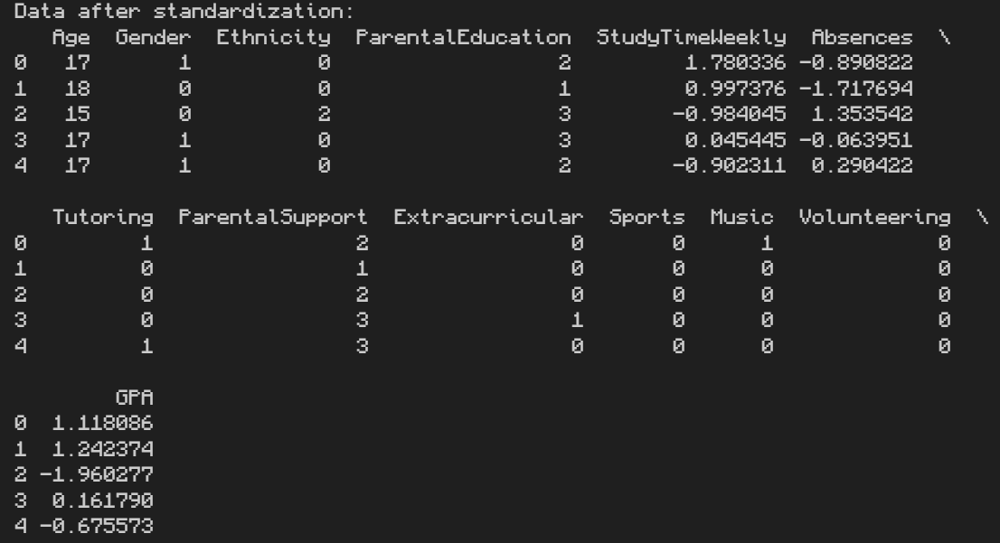 Data after standardization:
   Age  Gender  Ethnicity  ParentalEducation  StudyTimeWeekly  Absences  \
0   17       1          0                  2         1.780336 -0.890822
1   18       0          0                  1         0.997376 -1.717694
2   15       0          2                  3        -0.984045  1.353542
3   17       1          0                  3         0.045445 -0.063951
4   17       1          0                  2        -0.902311  0.290422
   Tutoring  ParentalSupport  Extracurricular  Sports  Music  Volunteering  \
0         1                2                0       0      1             0
1         0                1                0       0      0             0
2         0                2                0       0      0             0
3         0                3                1       0      0             0
4         1                3                0       0      0             0
        GPA
0  1.118086
1  1.242374
2 -1.960277
3  0.161790
4 -0.675573